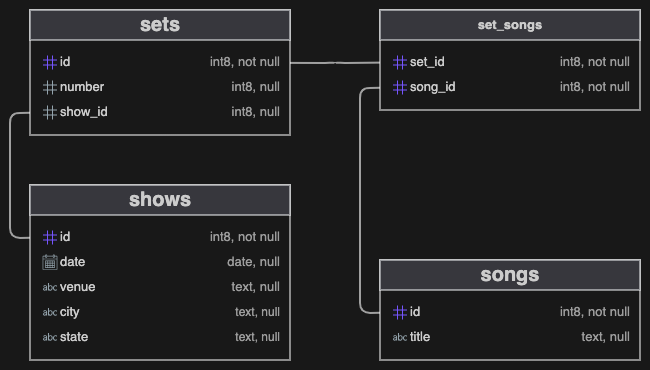 sets
id int8, not null
number int8, null
show_id int8, null
set_songs
set_id int8, not null
song_id int8, not null
shows
id int8, not null
date date, null
abc venue text, null
abc city text, null
abc state text, null
songs
id int8, not null
abc title text, null